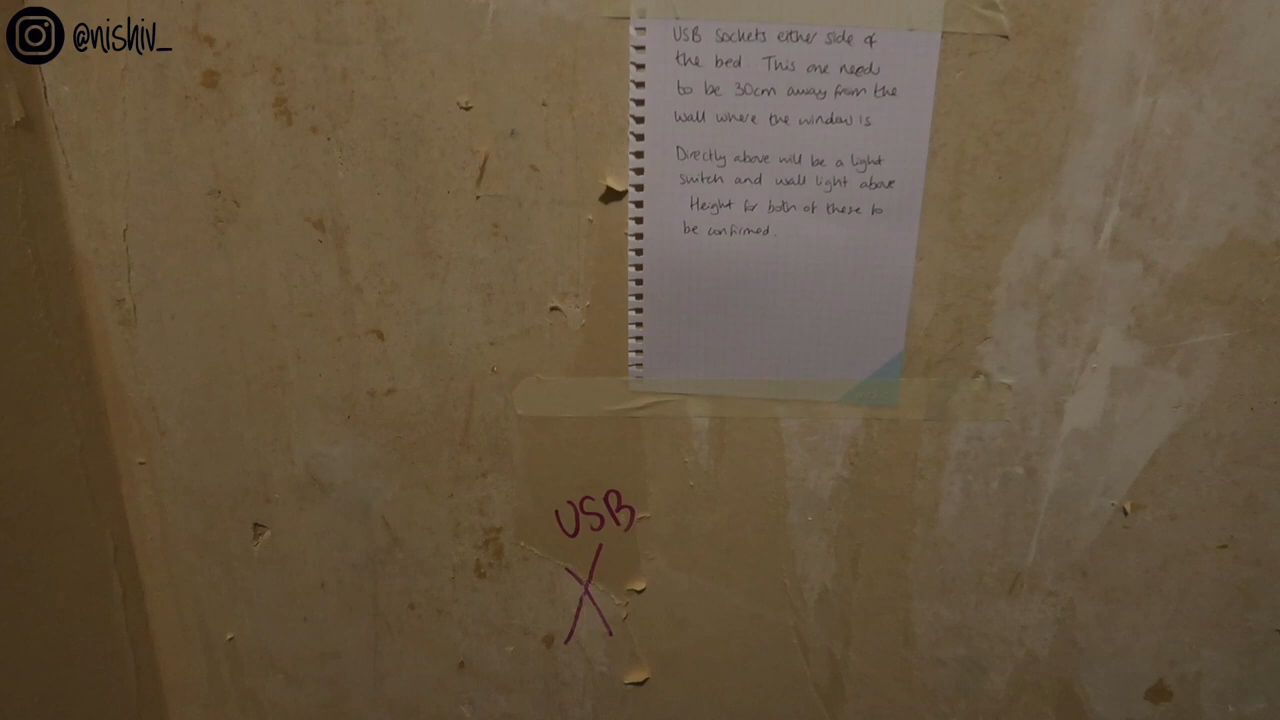 @nishiv_
USB sockets either side of
the bed This one needs
to be 30cm away from the
wall where the window is
Directly above will be a light
switch and wall light above
Height for both of these to
be confirmed.
USB
X